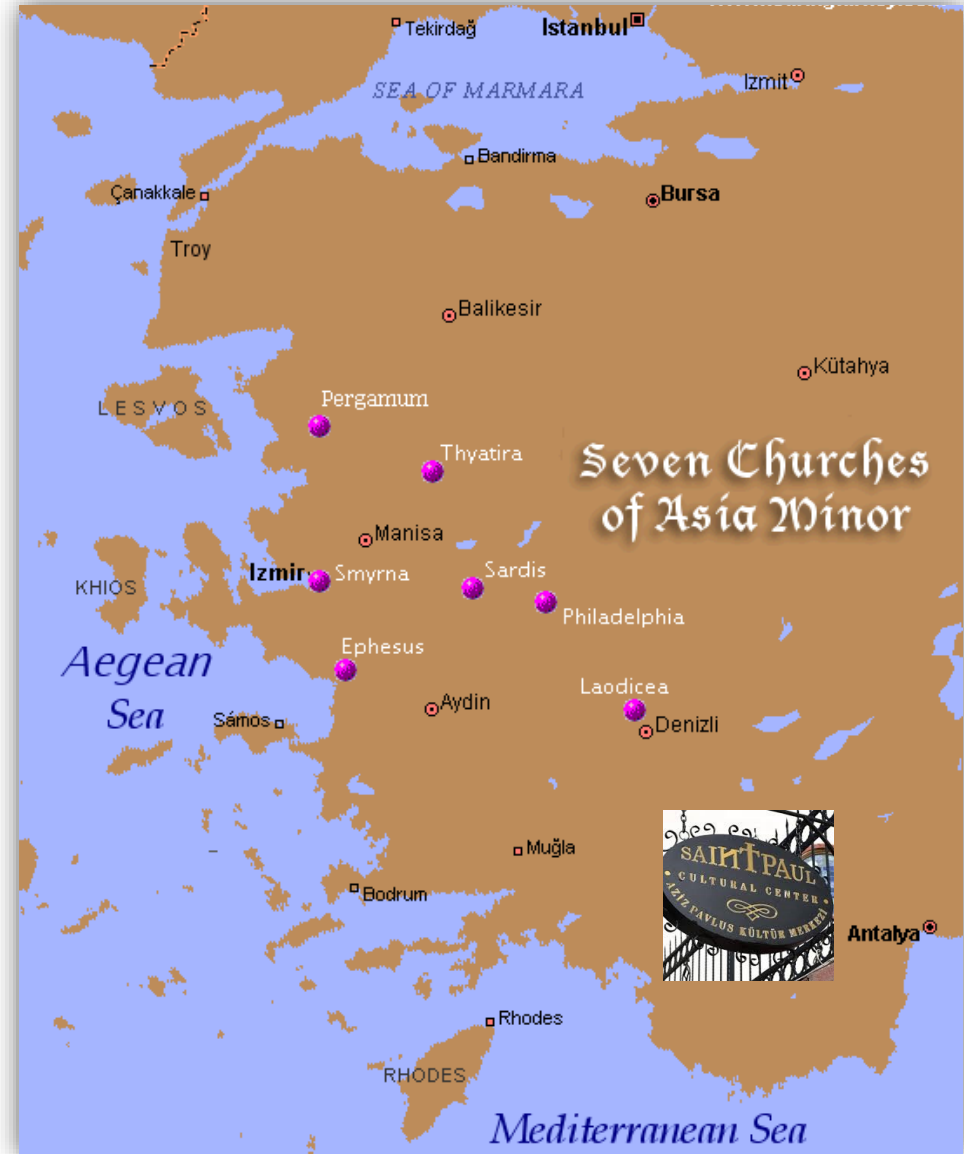 Tekirdağ
Istanbul
SEA OF MARMARA
Izmit
Bandirma
Çanakkale
Bursa
Troy
Balikesir
Kütahya
LESVOS
Pergamum
Thyatira
Seven Churches
of Asia Minor
Manisa
KHIOS
Izmir
Smyrna
Sardis
Philadelphia
Ephesus
Aegean
Sea
Laodicea
Sámos
Aydin
Denizli
Muğla
Bodrum
SAINT PAUL
• CULTURAL CENTER •
AZİZ PAVLUS KÜLTÜR MERKEZİ
Antalya
Rhodes
RHODES
Mediterranean Sea